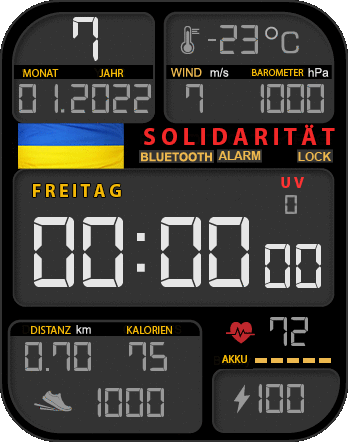 7
-23°C
MONAT JAHR
WIND m/s BAROMETER hPa
01.2022
7 1000
SOLIDARITÄT
BLUETOOTH ALARM LOCK
FREITAG
UV
0
00:00 00
DISTANZ km KALORIEN
0.70 75
72
AKKU
1000
100